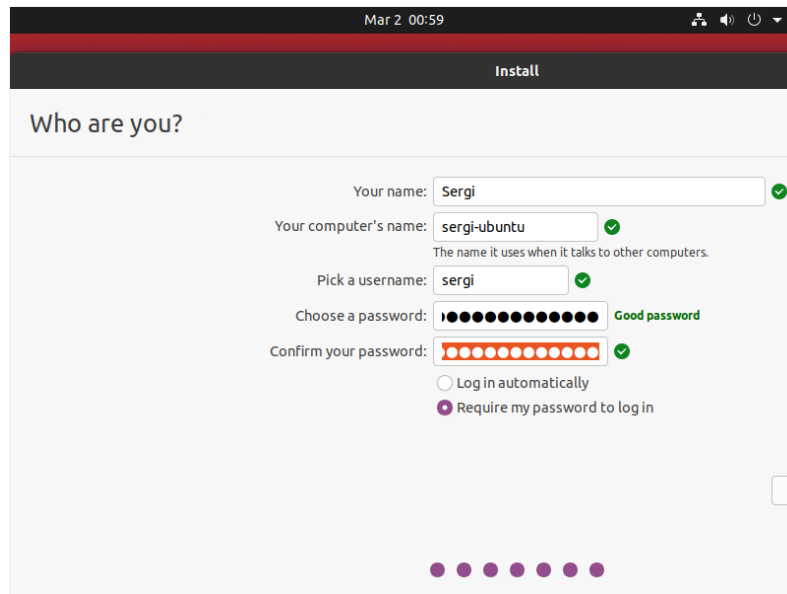 Mar 2 00:59
Install
Who are you?
Your name: Sergi
Your computer's name: sergi-ubuntu
The name it uses when it talks to other computers.
Pick a username: sergi
Choose a password: Good password
Confirm your password:
Log in automatically
Require my password to log in